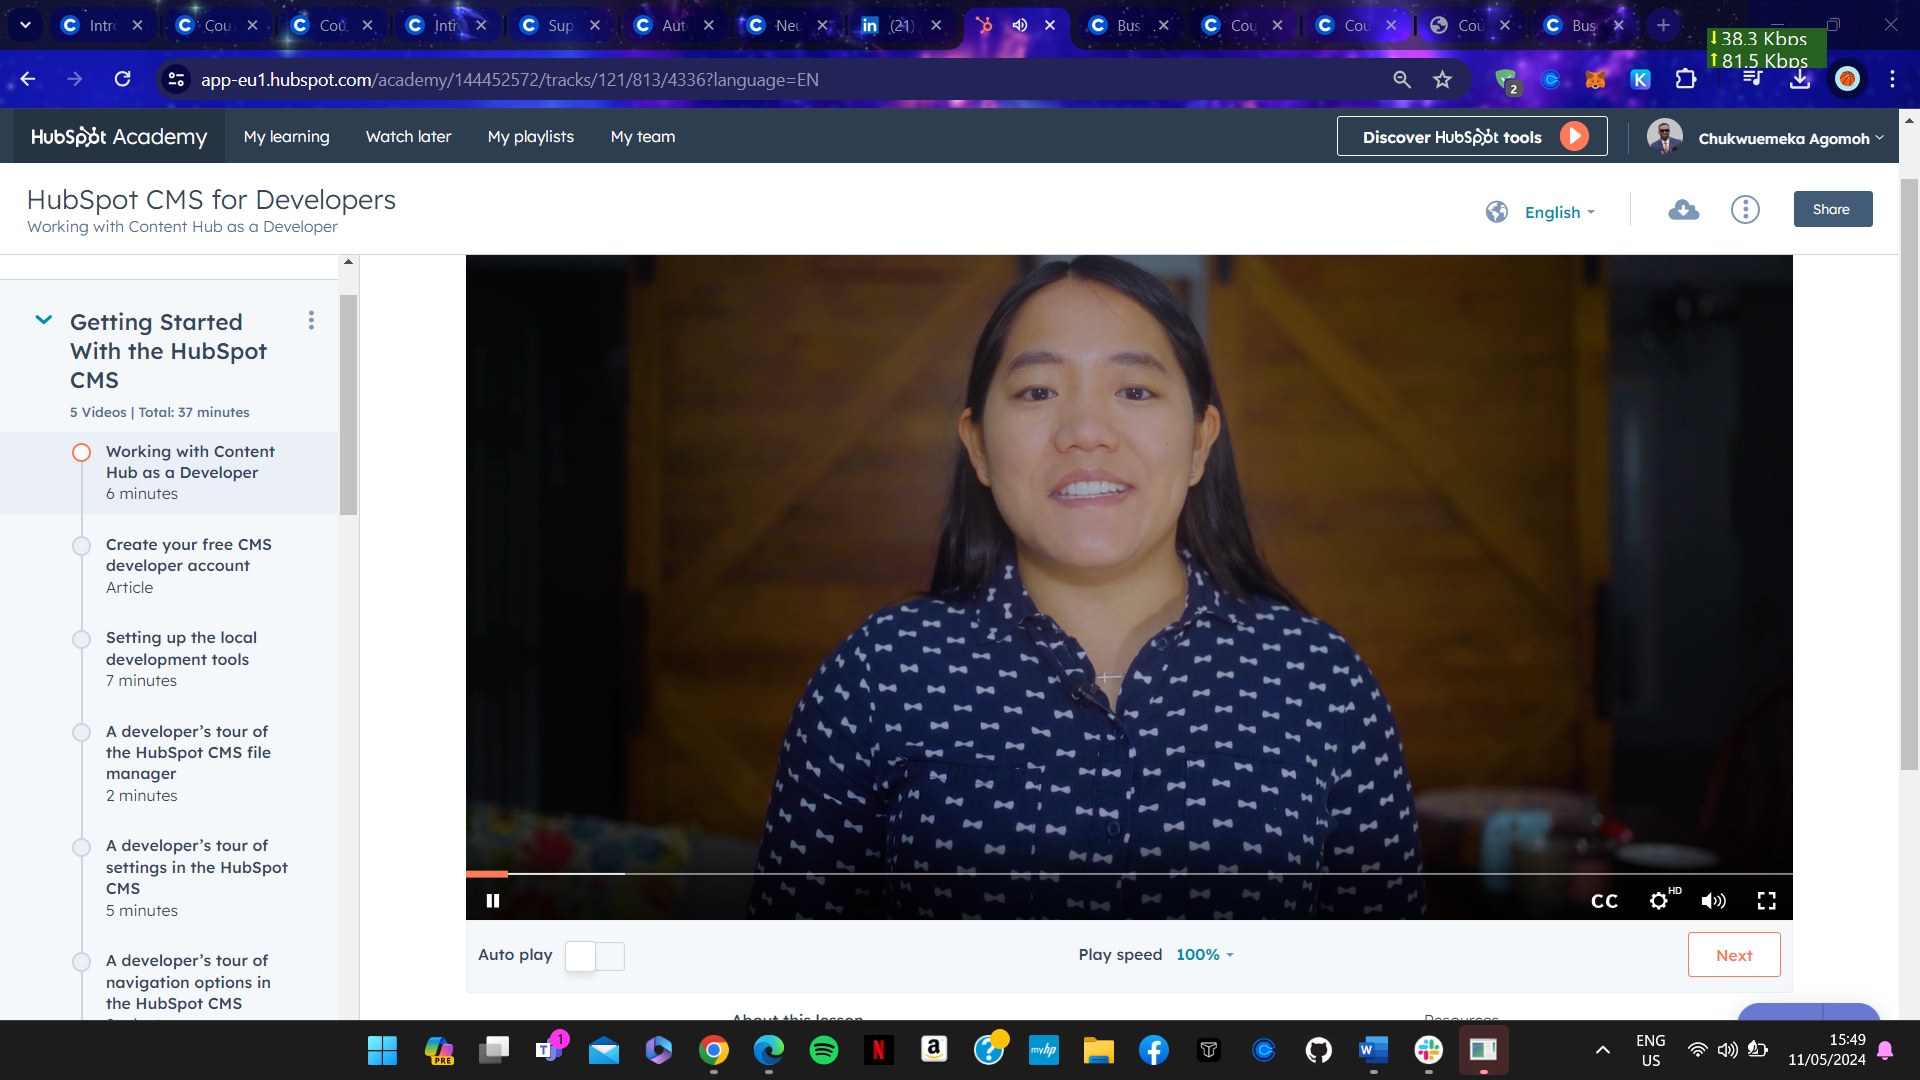 Intro
Cou
Cou
Intr
Sup
Aut
Neu
(21)
Busi
Cou
Cou
Cou
Bus
38.3 Kbps
81.5 Kbps
app-eu1.hubspot.com/academy/144452572/tracks/121/813/4336?language=EN
2
K
HubSpot Academy
My learning
Watch later
My playlists
My team
Discover HubSpot tools
Chukwuemeka Agomoh
HubSpot CMS for Developers
Working with Content Hub as a Developer
English
Share
Getting Started
With the HubSpot
CMS
5 Videos | Total: 37 minutes
Working with Content
Hub as a Developer
6 minutes
Create your free CMS
developer account
Article
Setting up the local
development tools
7 minutes
A developer’s tour of
the HubSpot CMS file
manager
2 minutes
A developer’s tour of
settings in the HubSpot
CMS
5 minutes
A developer’s tour of
navigation options in
the HubSpot CMS
CC
HD
Auto play
Play speed 100%
Next
About this lesson
Resources
PRE
1
ENG
US
15:49
11/05/2024